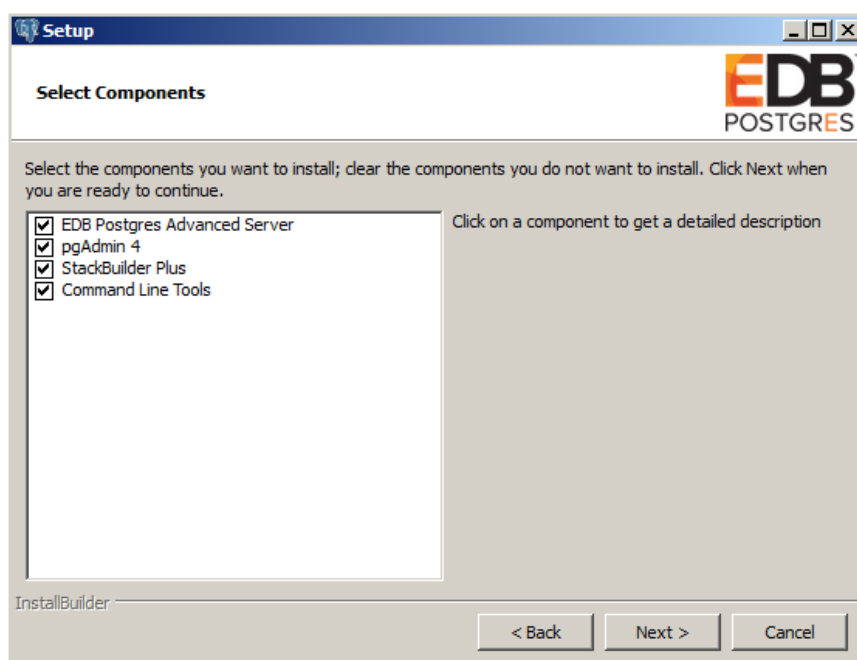 Setup
Select Components
EDB
POSTGRES
Select the components you want to install; clear the components you do not want to install. Click Next when
you are ready to continue.
EDB Postgres Advanced Server
pgAdmin 4
StackBuilder Plus
Command Line Tools
Click on a component to get a detailed description
InstallBuilder
< Back
Next >
Cancel